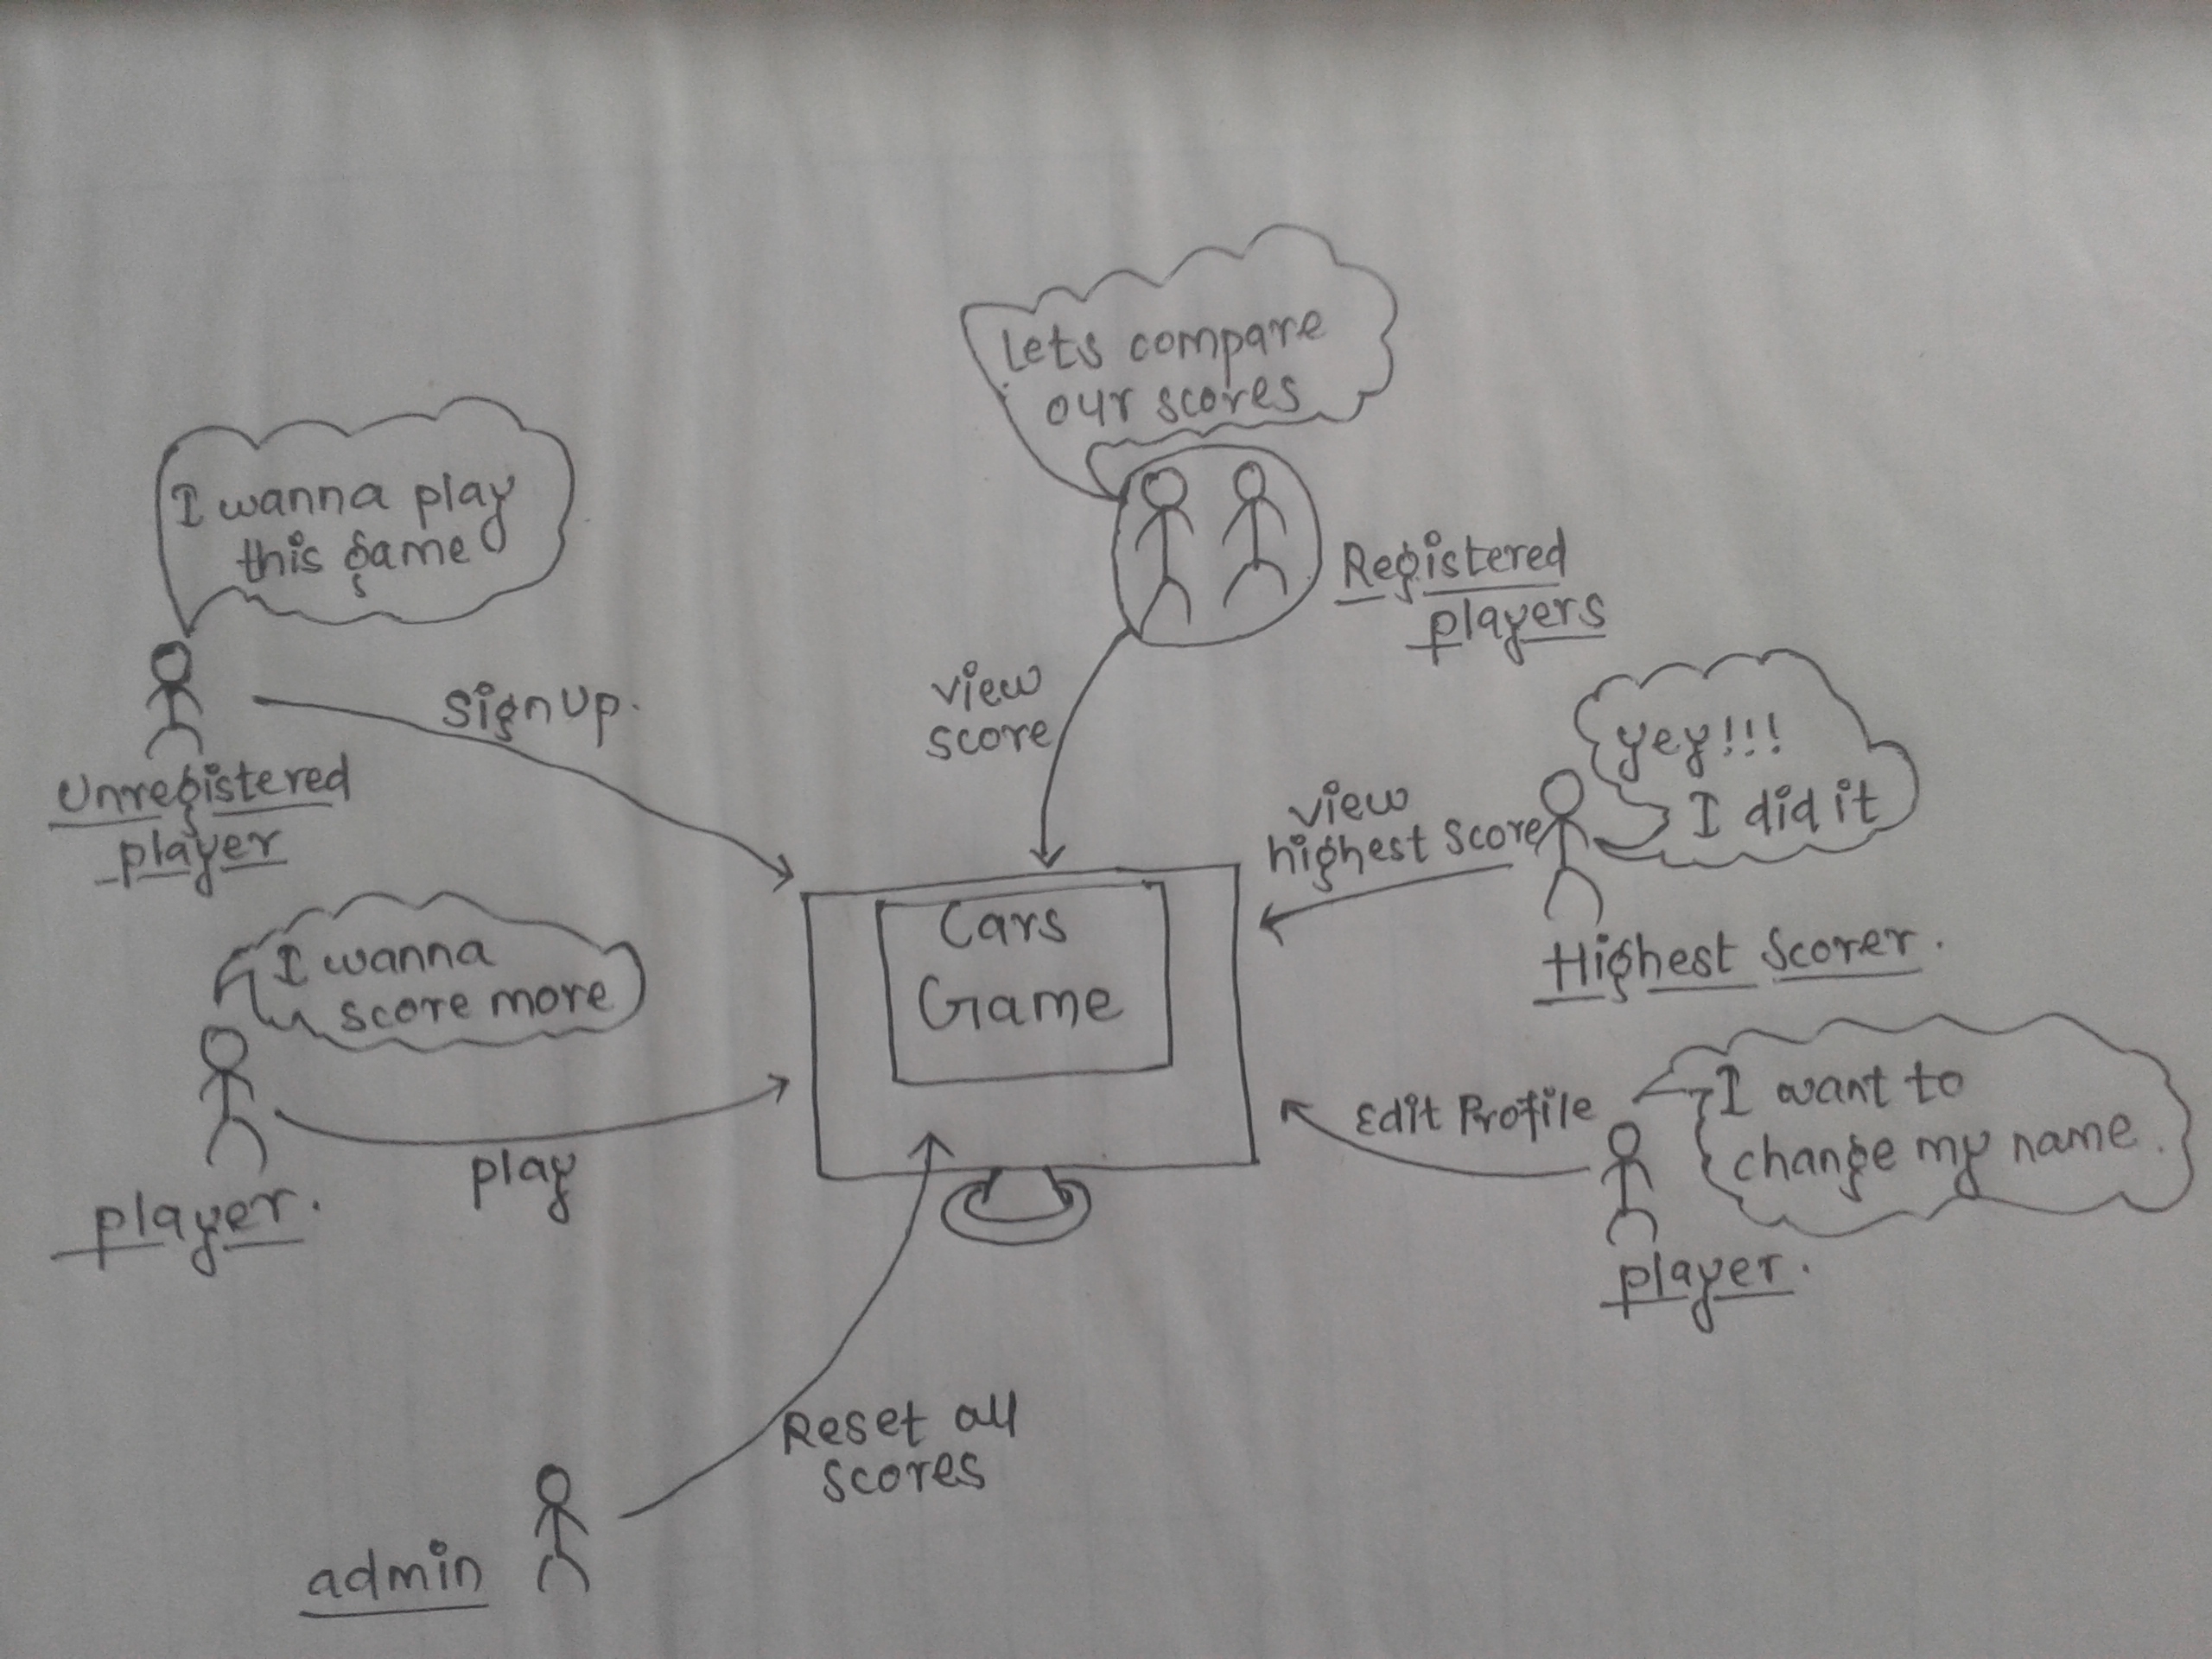 Lets compare
our scores
I wanna play
this game
Registered
players
Sign Up.
view
score
Unregistered
player
yey!!!
I did it
view
highest score
Highest Scorer.
I wanna
score more
Cars
Game
play
player.
Edit Profile
I want to
change my name.
player.
Reset all
scores
admin